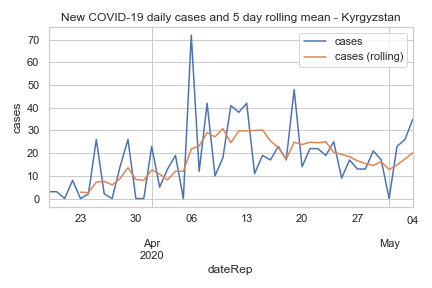 New COVID-19 daily cases and 5 day rolling mean - Kyrgyzstan
cases
cases (rolling)
70
60
50
40
30
20
10
0
cases
23
30
06
13
20
27
04
Apr
2020
May
dateRep